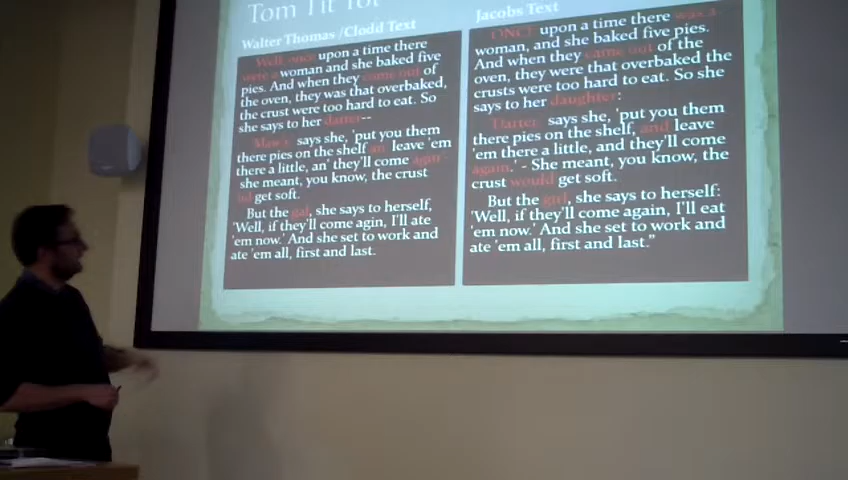 Tom Tit Tot
Walter Thomas /Clodd Text
Well, once upon a time there
were a woman and she baked five
pies. And when they came out of
the oven, they was that overbaked,
the crust were too hard to eat. So
she says to her darter--
says she, 'put you them
there pies on the shelf an' leave 'em
there a little, an' they'll come agin'-
she meant, you know, the crust
'ud get soft.
But the gal, she says to herself,
'Well, if they'll come agin, I'll ate
'em now.' And she set to work and
ate 'em all, first and last.
Jacobs Text
ONCE upon a time there was a
woman, and she baked five pies.
And when they came out of the
oven, they were that overbaked the
crusts were too hard to eat. So she
says to her daughter:
'Darter,' says she, 'put you them
there pies on the shelf, and leave
'em there a little, and they'll come
again.' - She meant, you know, the
crust would get soft.
But the girl, she says to herself:
'Well, if they'll come again, I'll eat
'em now.' And she set to work and
ate 'em all, first and last."